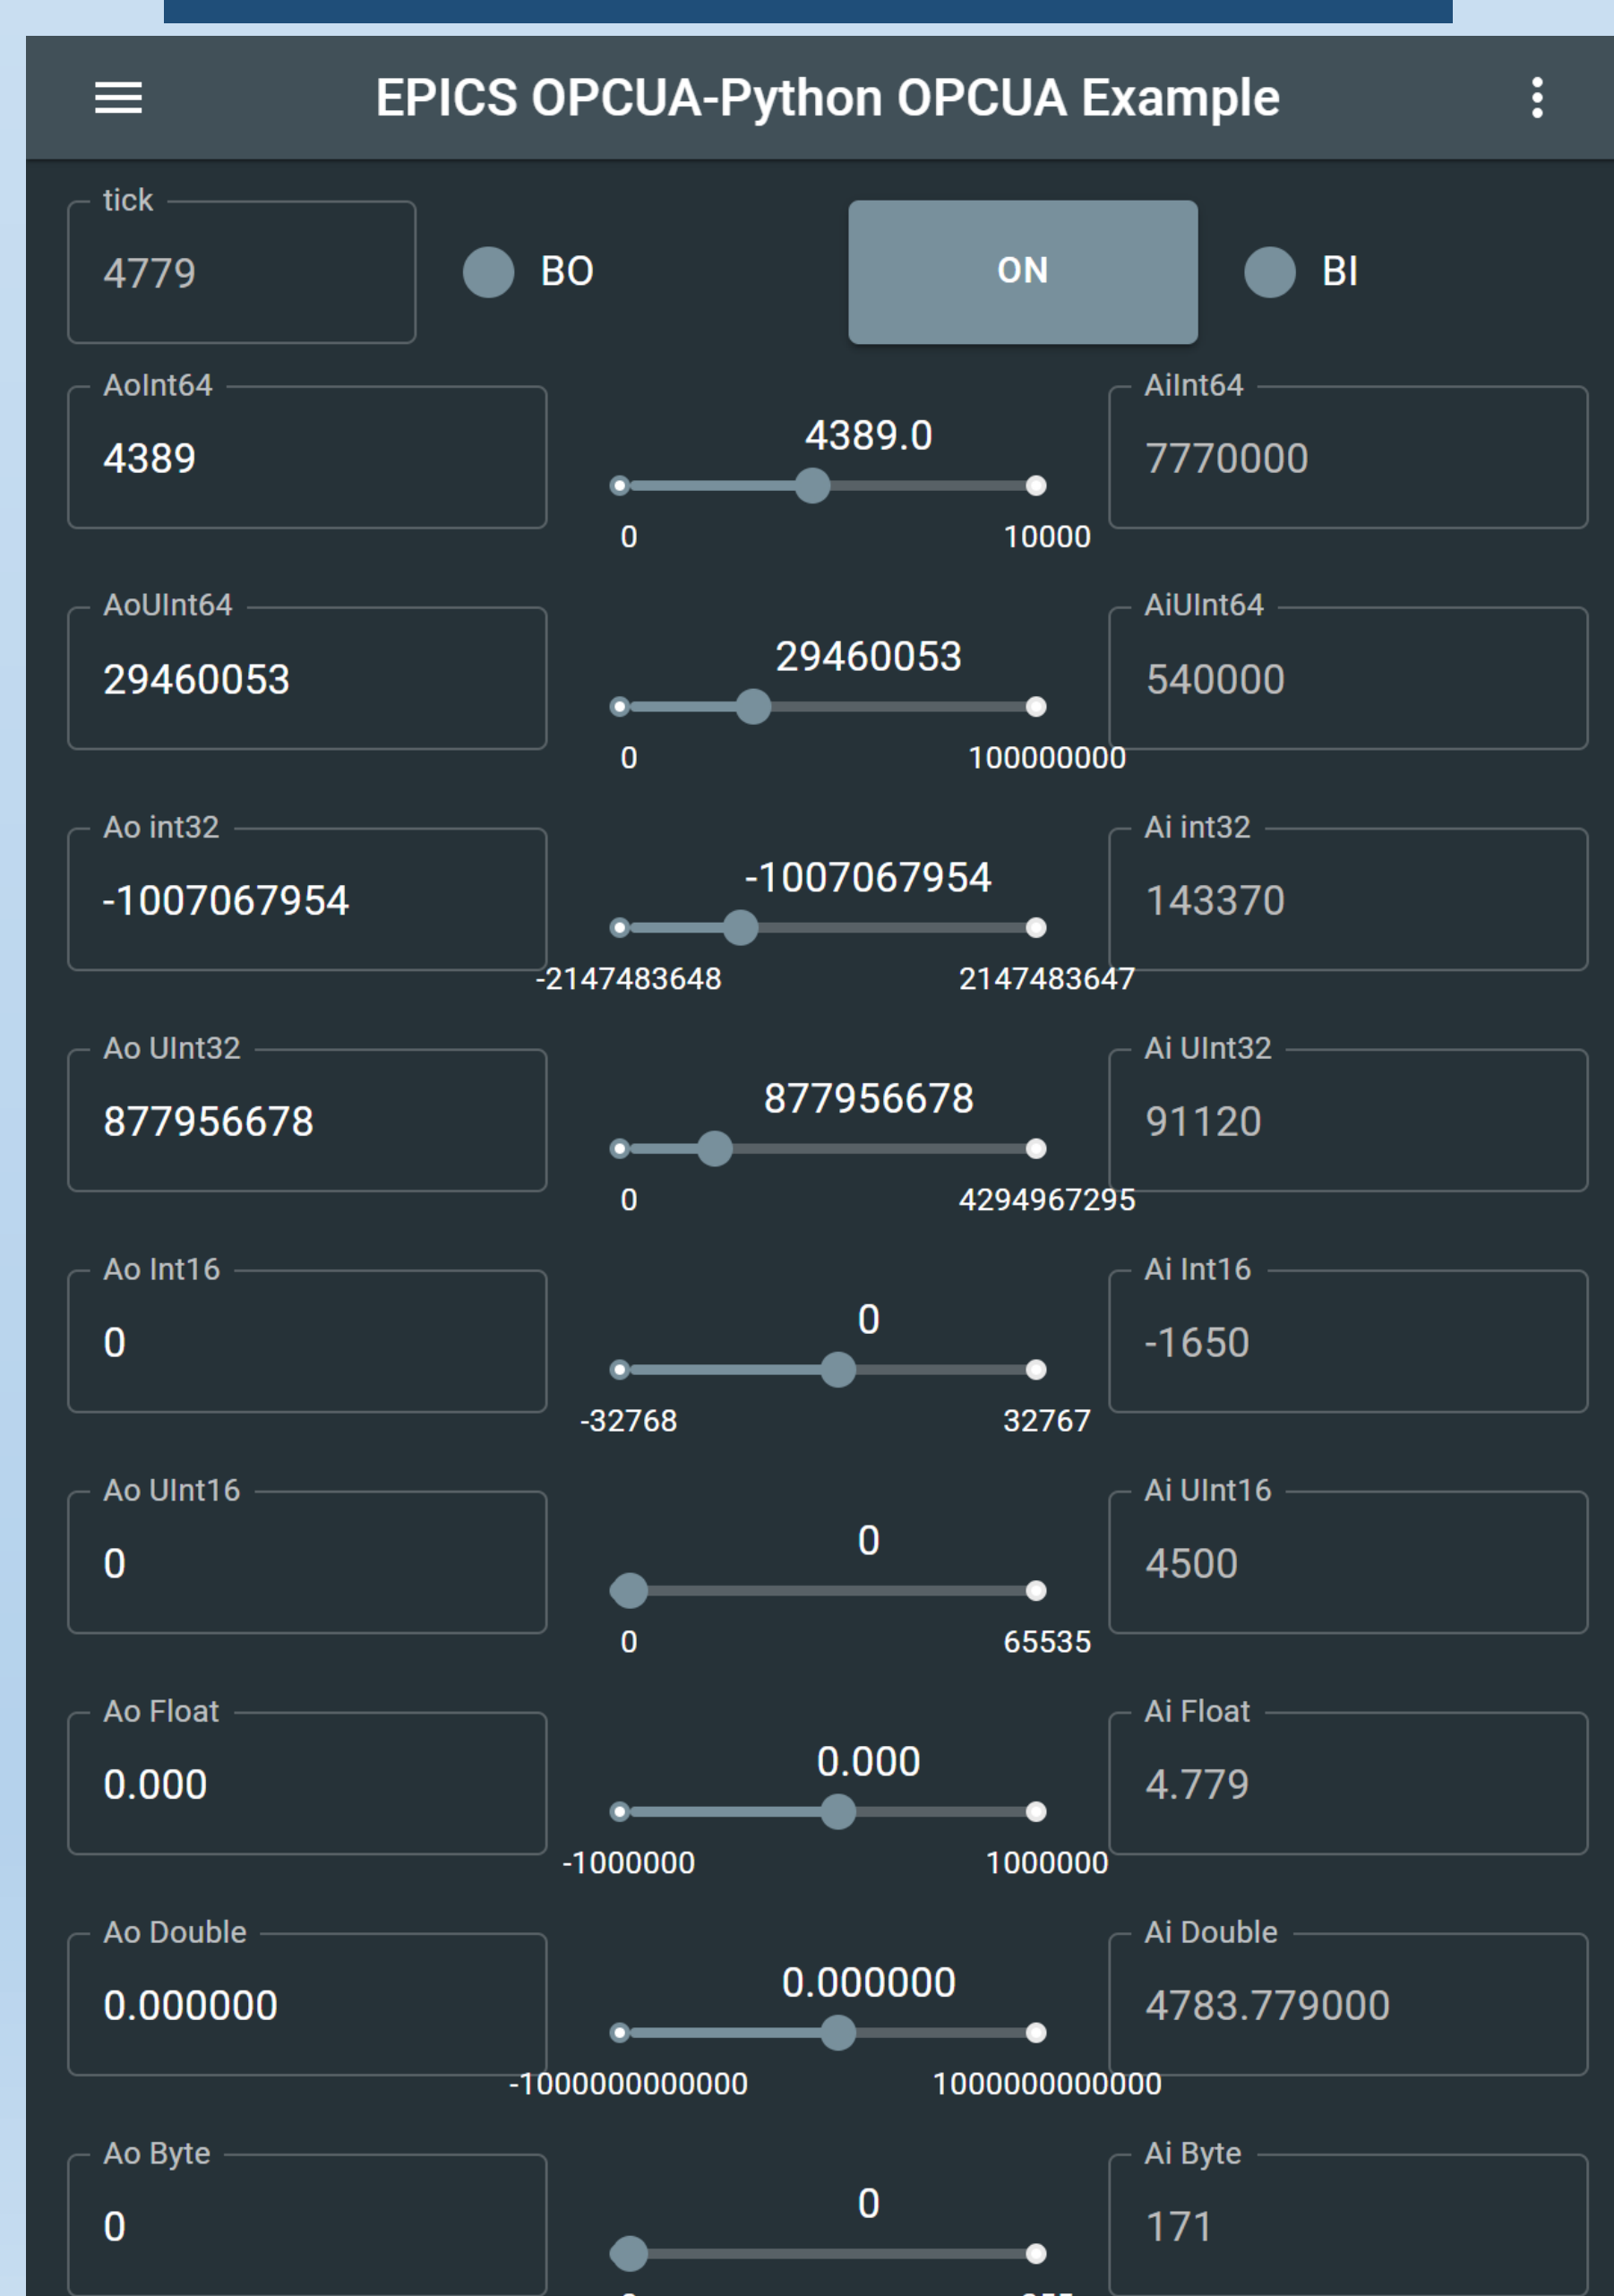 EPICS OPCUA-Python OPCUA Example
tick
4779
BO
ON
BI
AoInt64
4389
4389.0
0
10000
AiInt64
7770000
AoUInt64
29460053
29460053
0
100000000
AiUInt64
540000
Ao int32
-1007067954
-1007067954
-2147483648
2147483647
Ai int32
143370
Ao UInt32
877956678
877956678
0
4294967295
Ai UInt32
91120
Ao Int16
0
0
-32768
32767
Ai Int16
-1650
Ao UInt16
0
0
0
65535
Ai UInt16
4500
Ao Float
0.000
0.000
-1000000
1000000
Ai Float
4.779
Ao Double
0.000000
0.000000
-1000000000000
1000000000000
Ai Double
4783.779000
Ao Byte
0
0
Ai Byte
171